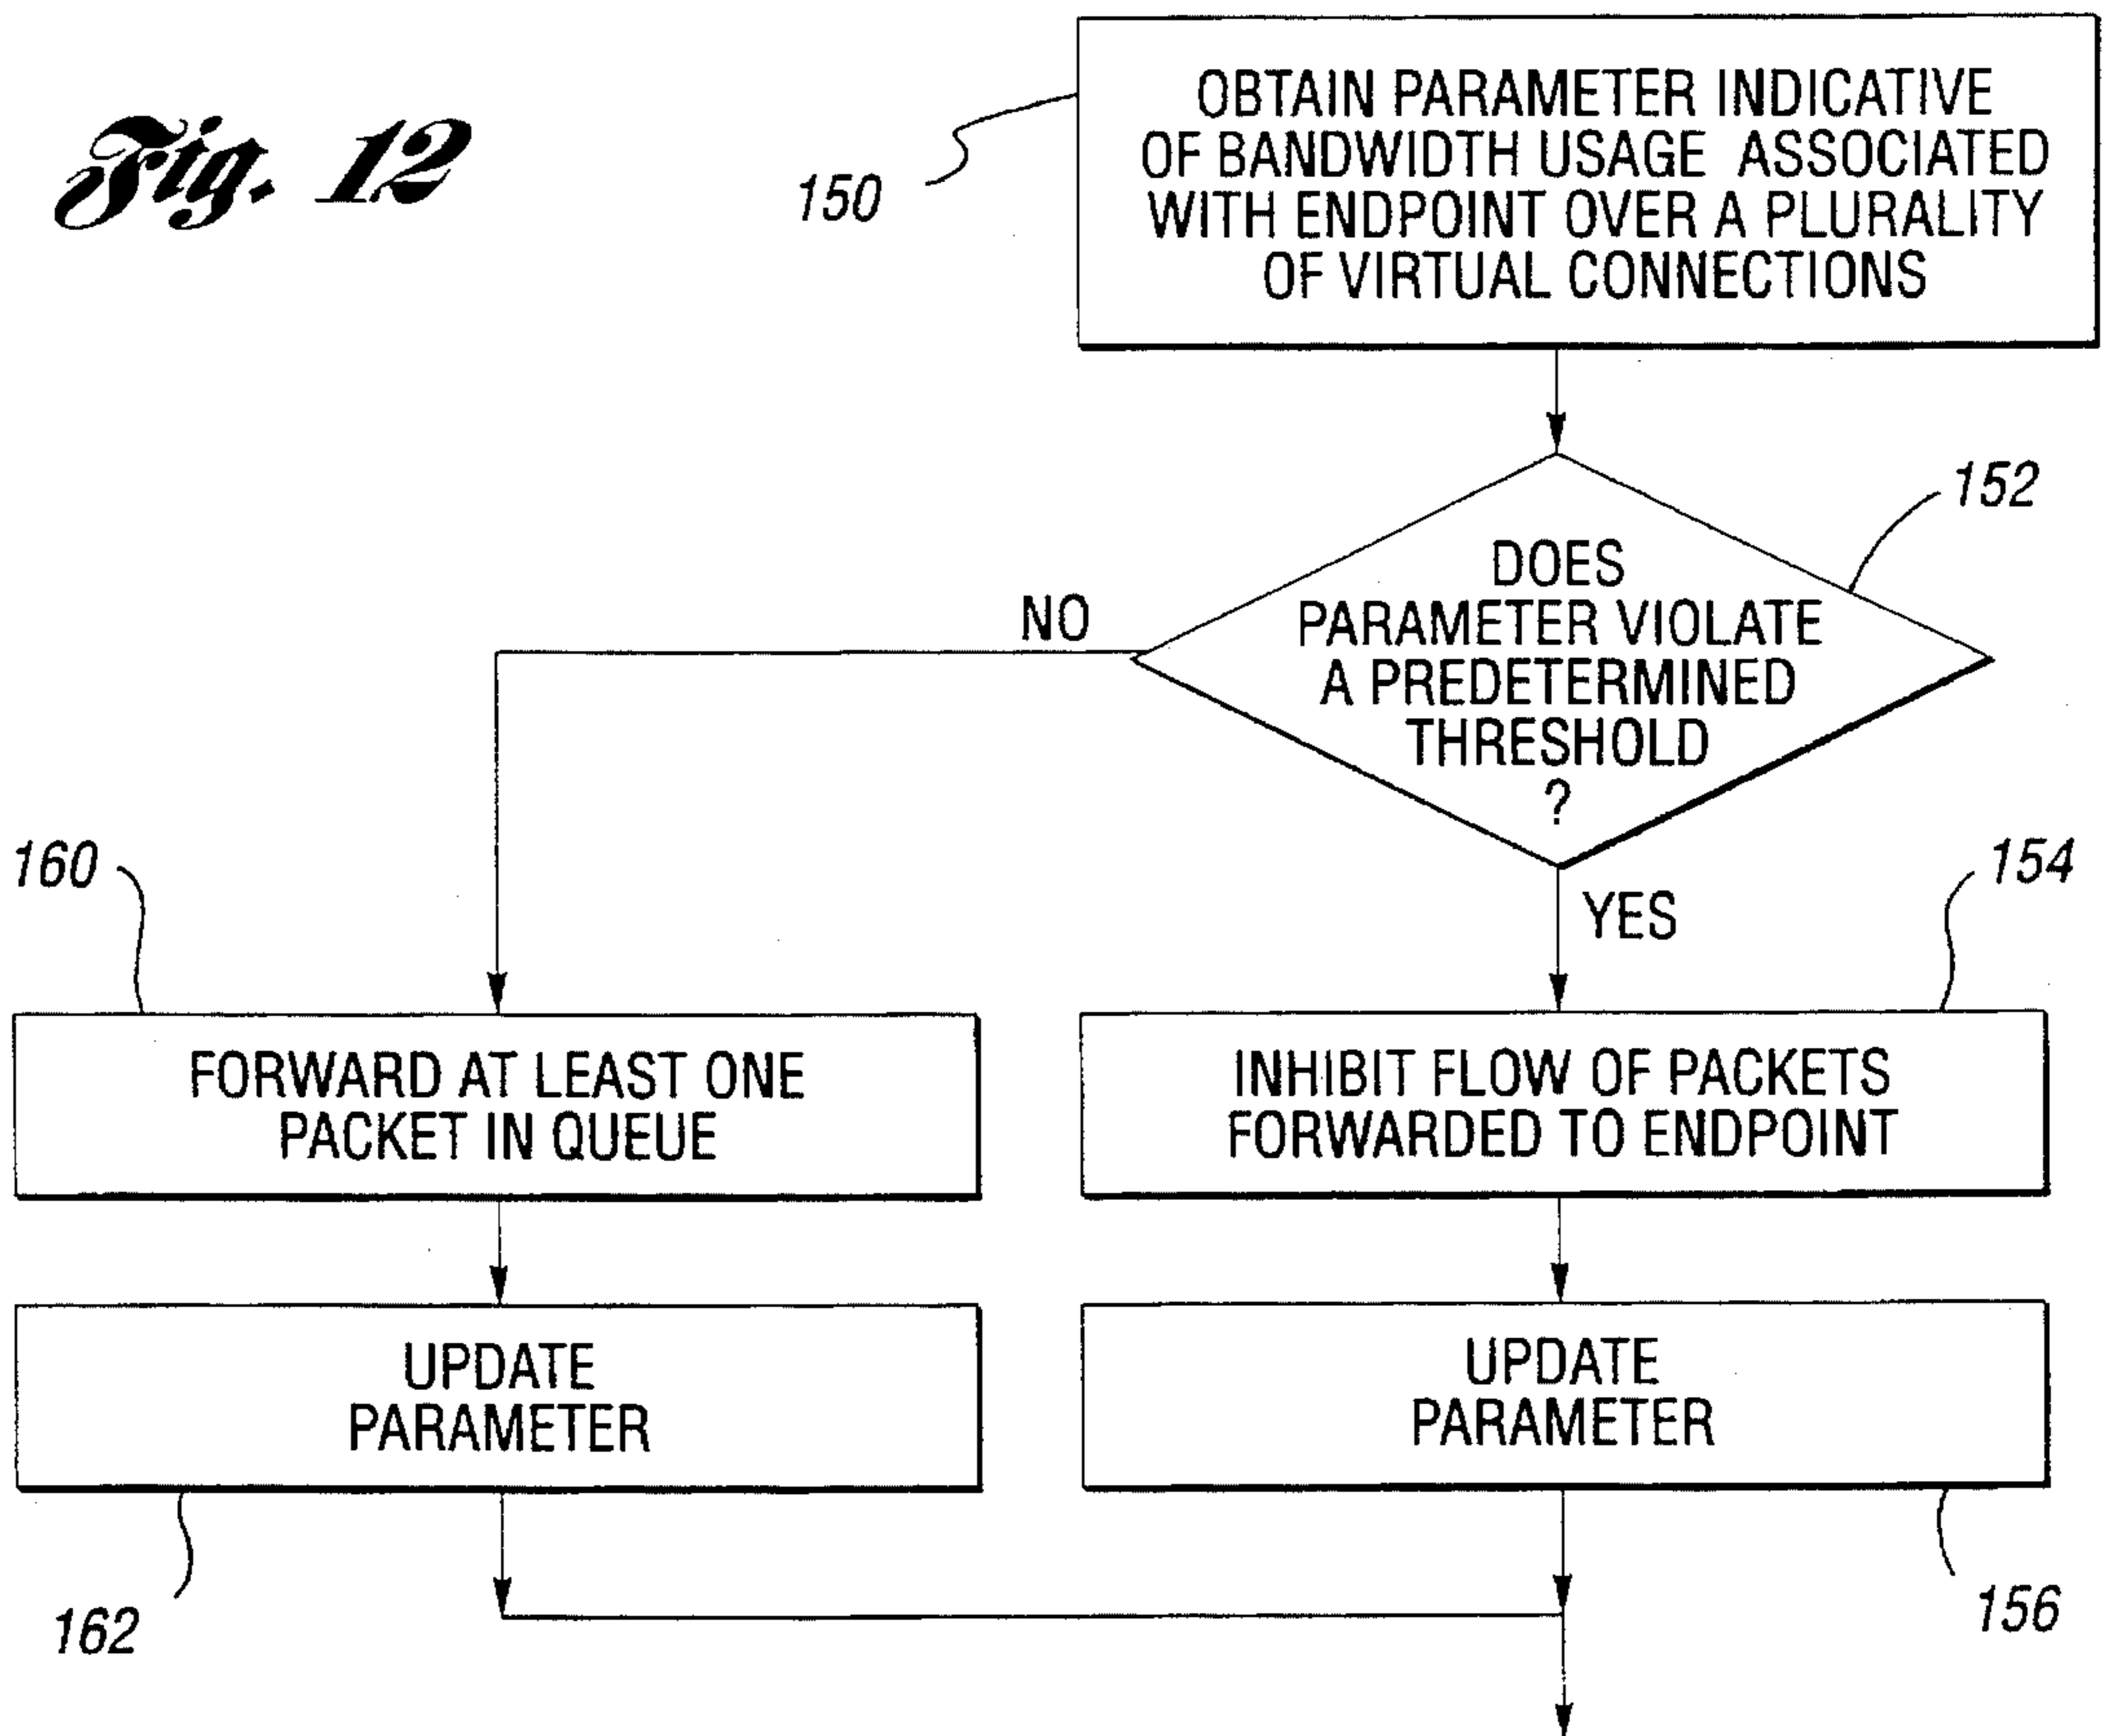 Fig. 12
OBTAIN PARAMETER INDICATIVE
OF BANDWIDTH USAGE ASSOCIATED
WITH ENDPOINT OVER A PLURALITY
OF VIRTUAL CONNECTIONS
150
152
DOES
PARAMETER VIOLATE
A PREDETERMINED
THRESHOLD
?
NO
YES
160
154
FORWARD AT LEAST ONE
PACKET IN QUEUE
INHIBIT FLOW OF PACKETS
FORWARDED TO ENDPOINT
UPDATE
PARAMETER
UPDATE
PARAMETER
162
156